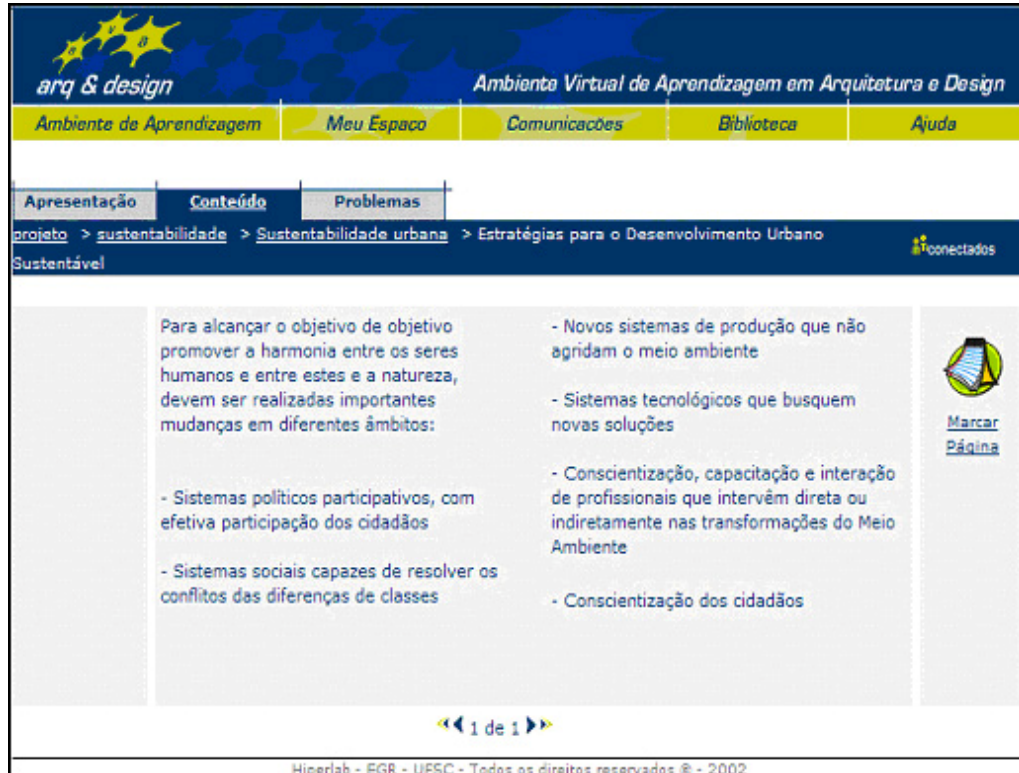 a v a
arq & design
Ambiente Virtual de Aprendizagem em Arquitetura e Design
Ambiente de Aprendizagem
Meu Espaço
Comunicações
Biblioteca
Ajuda
Apresentação
Conteúdo
Problemas
projeto > sustentabilidade > Sustentabilidade urbana > Estratégias para o Desenvolvimento Urbano
Sustentável
conectados
Para alcançar o objetivo de objetivo
promover a harmonia entre os seres
humanos e entre estes e a natureza,
devem ser realizadas importantes
mudanças em diferentes âmbitos:
- Sistemas políticos participativos, com
efetiva participação dos cidadãos
- Sistemas sociais capazes de resolver os
conflitos das diferenças de classes
- Novos sistemas de produção que não
agridam o meio ambiente
- Sistemas tecnológicos que busquem
novas soluções
- Conscientização, capacitação e interação
de profissionais que intervêm direta ou
indiretamente nas transformações do Meio
Ambiente
- Conscientização dos cidadãos
Marcar
Página
1 de 1
Hiperlab - EGR - UFSC - Todos os direitos reservados ® - 2002